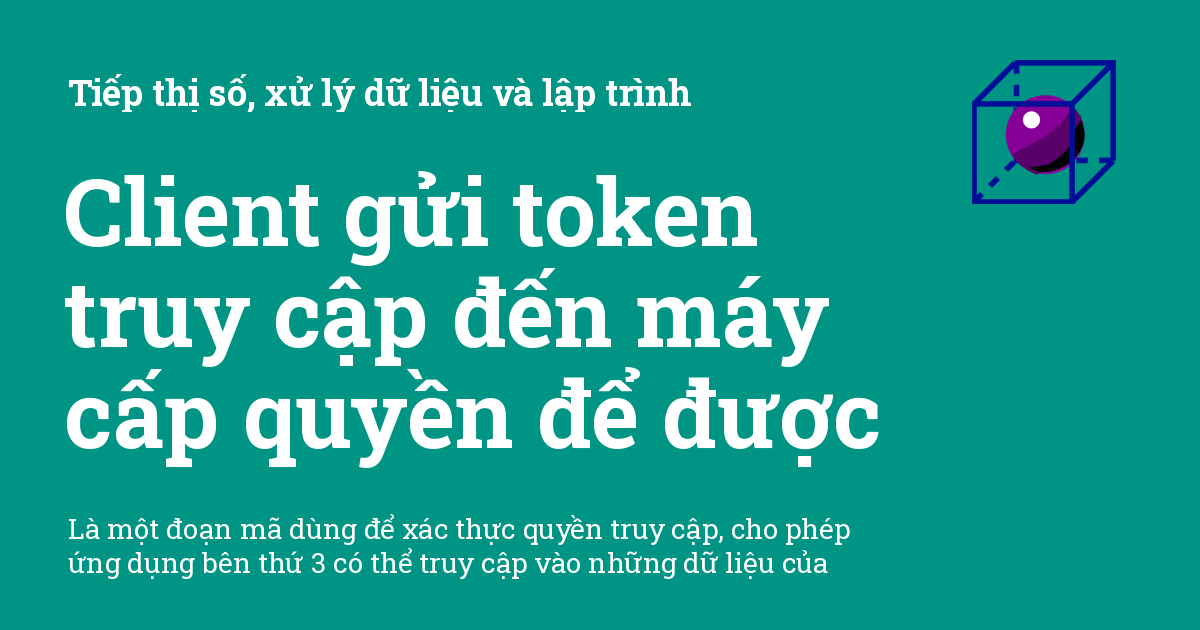 Tiếp thị số, xử lý dữ liệu và lập trình
Client gửi token
truy cập đến máy
cấp quyền để được
Là một đoạn mã dùng để xác thực quyền truy cập, cho phép
ứng dụng bên thứ 3 có thể truy cập vào những dữ liệu của